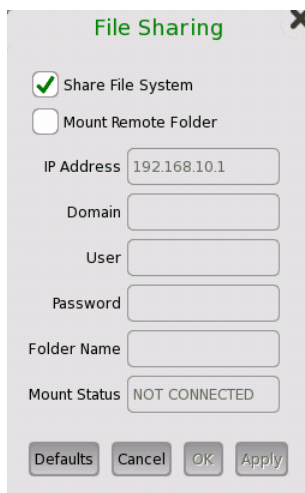 File Sharing
Share File System
Mount Remote Folder
IP Address 192.168.10.1
Domain
User
Password
Folder Name
Mount Status NOT CONNECTED
Defaults Cancel OK Apply